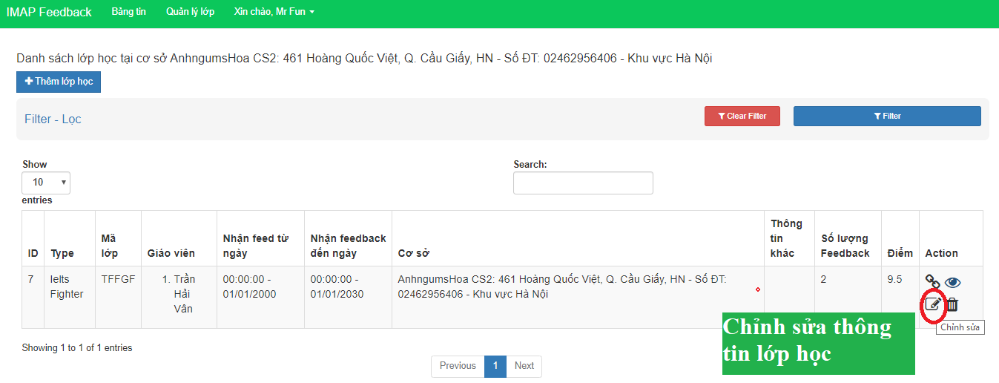 IMAP Feedback Bảng tin Quản lý lớp Xin chào, Mr Fun
Danh sách lớp học tại cơ sở AnhngumsHoa CS2: 461 Hoàng Quốc Việt, Q. Cầu Giấy, HN - Số ĐT: 02462956406 - Khu vực Hà Nội
Thêm lớp học
Filter - Lọc Clear Filter Filter
Show Search:
10
entries
ID Type Mã lớp Giáo viên Nhận feed từ ngày Nhận feedback đến ngày Cơ sở Thông tin khác Số lượng Feedback Điểm Action
7 Ielts Fighter TFFGF 1. Trần Hải Vân 00:00:00 - 01/01/2000 00:00:00 - 01/01/2030 AnhngumsHoa CS2: 461 Hoàng Quốc Việt, Q. Cầu Giấy, HN - Số ĐT: 02462956406 - Khu vực Hà Nội 2 9.5
Chỉnh sửa thông
tin lớp học
Chỉnh sửa
Showing 1 to 1 of 1 entries
Previous 1 Next